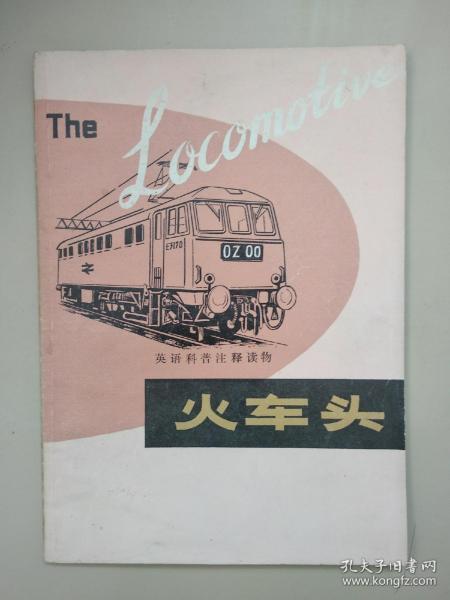 The Locomotive
E3170
OZ 00
英语科普注释读物
火车头
孔夫子旧书网
www.kongfz.com